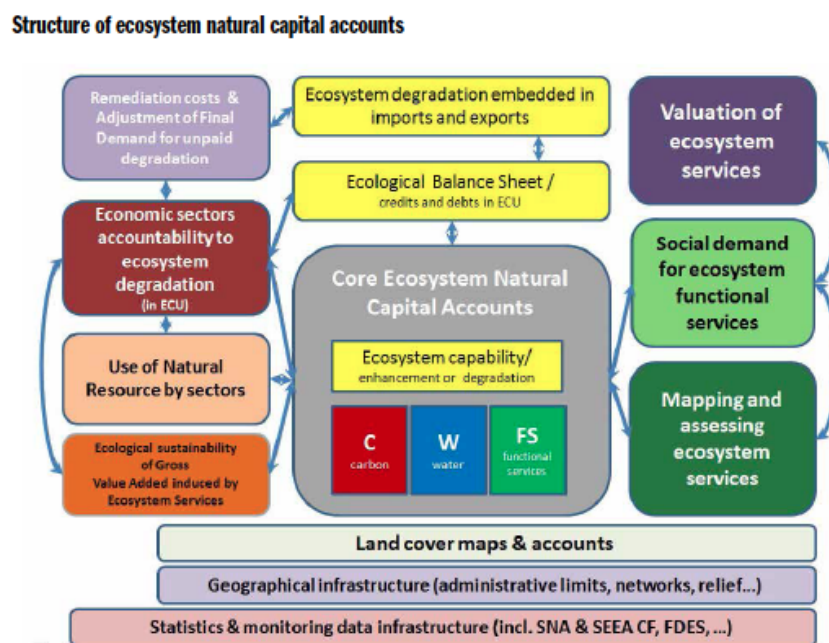 Structure of ecosystem natural capital accounts
Remediation costs &
Adjustment of Final
Demand for unpaid
degradation
Ecosystem degradation embedded in
imports and exports
Valuation of
ecosystem
services
Ecological Balance Sheet /
credits and debts in ECU
Economic sectors
accountability to
ecosystem
degradation
(in ECU)
Core Ecosystem Natural
Capital Accounts
Social demand
for ecosystem
functional
services
Use of Natural
Resource by sectors
Ecosystem capability/
enhancement or degradation
Mapping and
assessing
ecosystem
services
C
carbon
W
water
FS
functional
services
Ecological sustainability
of Gross
Value Added induced by
Ecosystem Services
Land cover maps & accounts
Geographical infrastructure (administrative limits, networks, relief...)
Statistics & monitoring data infrastructure (incl. SNA & SEEA CF, FDES, ...)